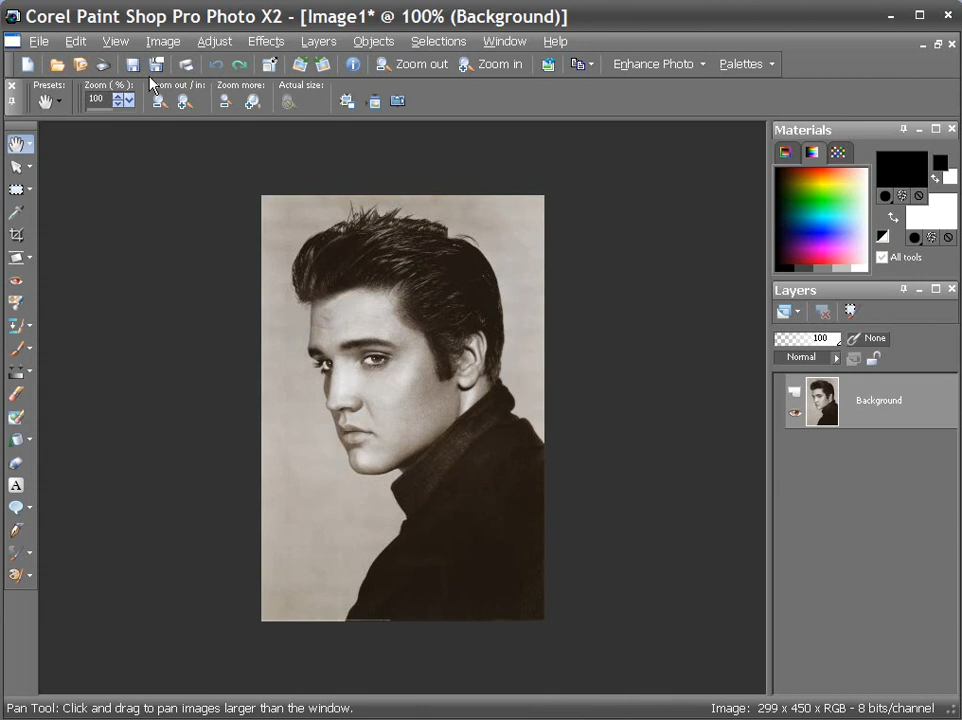 Corel Paint Shop Pro Photo X2 - [Image1* @ 100% (Background)]
File Edit View Image Adjust Effects Layers Objects Selections Window Help
Zoom out Zoom in Enhance Photo Palettes
Presets: Zoom ( % ): om out / in: Zoom more: Actual size:
100
Materials
All tools
Layers
100 None
Normal
Background
A
Pan Tool: Click and drag to pan images larger than the window. Image: 299 x 450 x RGB - 8 bits/channel